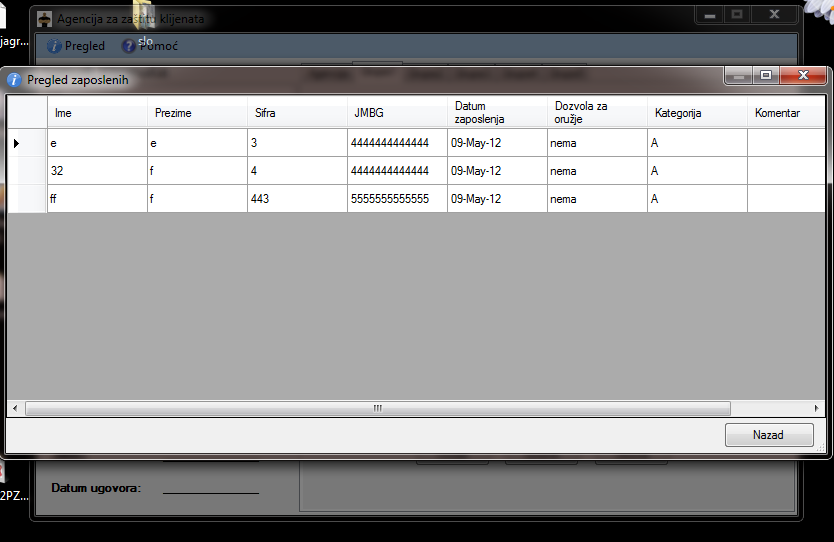 Agencija za zaštitu klijenata
slo
Pregled
Pomoć
jagr...
Pregled zaposlenih
Ime Prezime Sifra JMBG Datum zaposlenja Dozvola za oružje Kategorija Komentar
e e 3 4444444444444 09-May-12 nema A
32 f 4 4444444444444 09-May-12 nema A
ff f 443 5555555555555 09-May-12 nema A
Nazad
2PZ...
Datum ugovora: